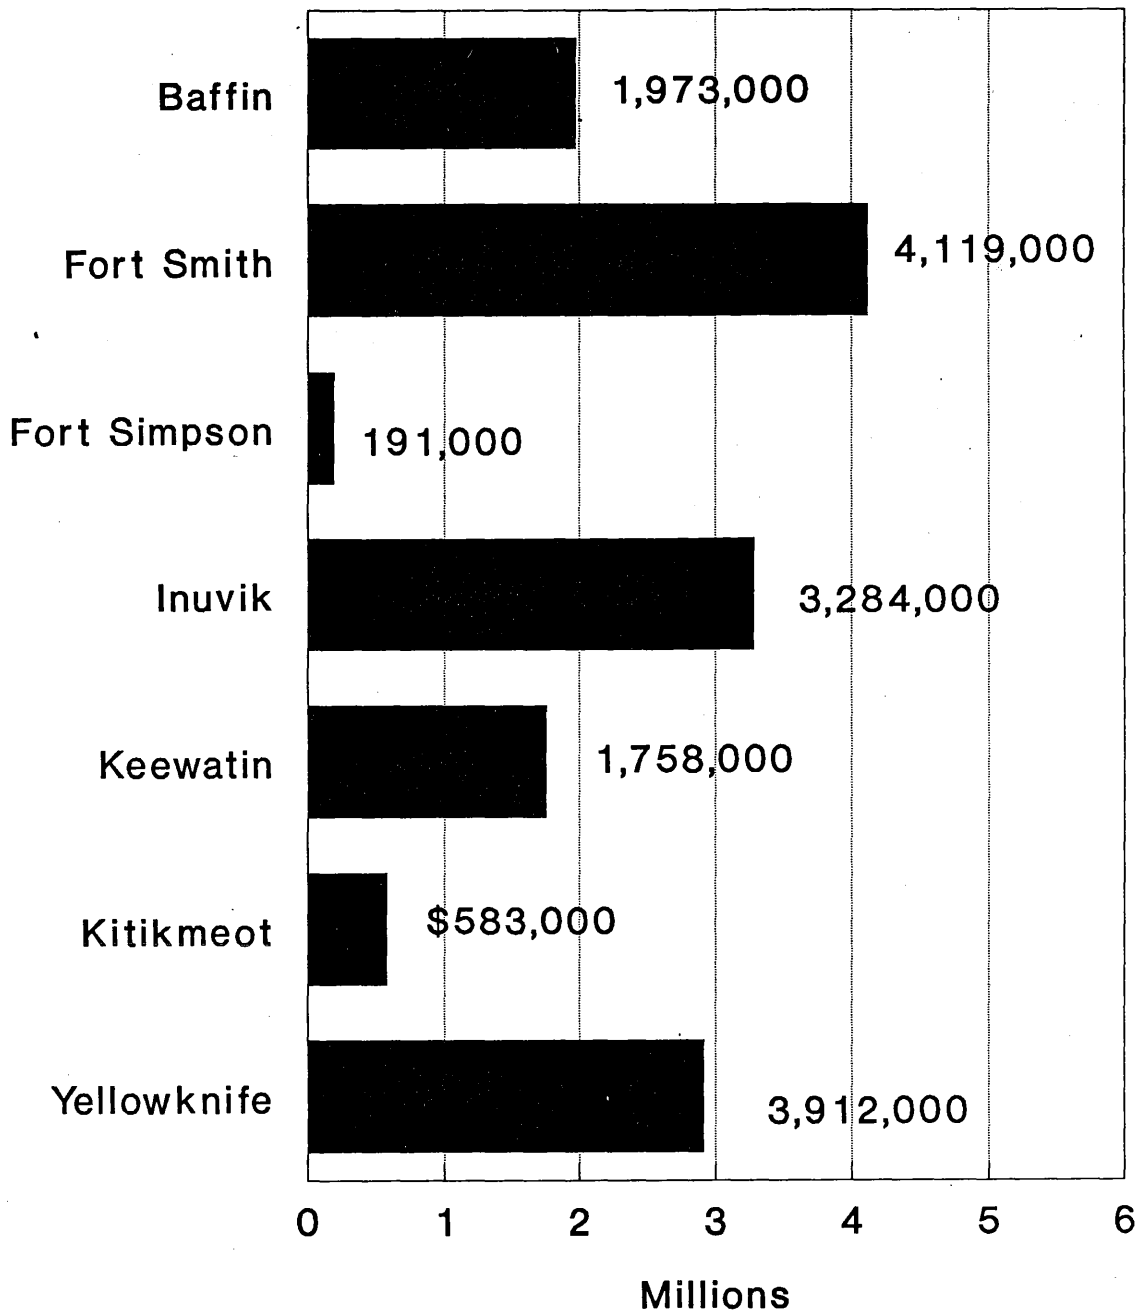 Baffin 1,973,000
Fort Smith 4,119,000
Fort Simpson 191,000
Inuvik 3,284,000
Keewatin 1,758,000
Kitikmeot $583,000
Yellowknife 3,912,000
0 1 2 3 4 5 6
Millions